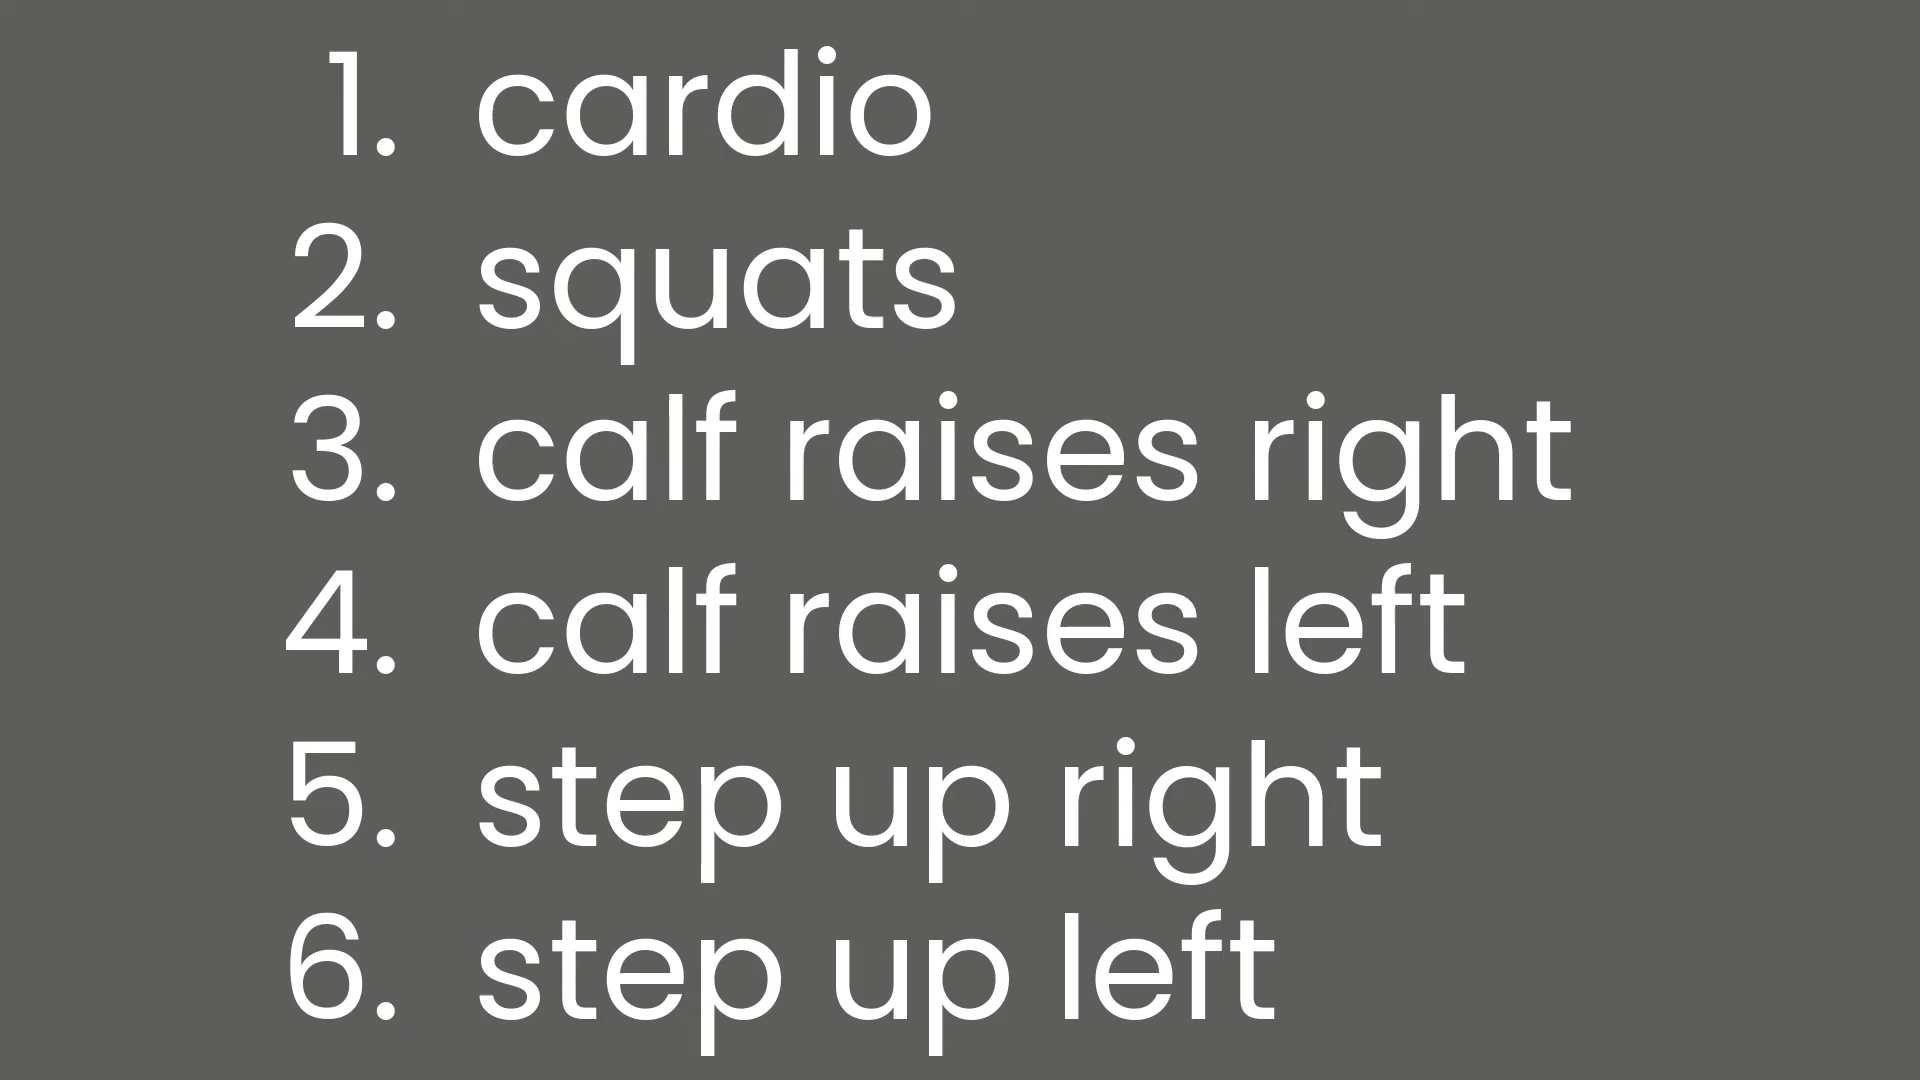 1. cardio
2. squats
3. calf raises right
4. calf raises left
5. step up right
6. step up left